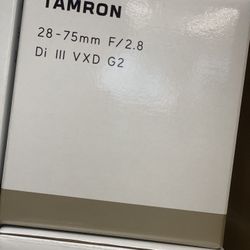 TAMRON
28-75mm F/2.8
Di III VXD G2